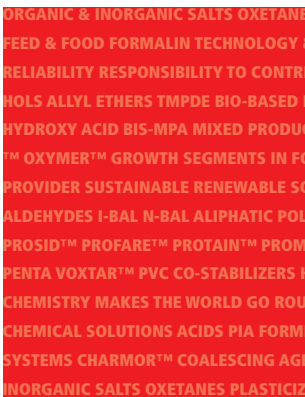 ORGANIC & INORGANIC SALTS OXETANE
FEED & FOOD FORMALIN TECHNOLOGY &
RELIABILITY RESPONSIBILITY TO CONTR
HOLS ALLYL ETHERS TMPDE BIO-BASED
HYDROXY ACID BIS-MPA MIXED PRODUC
™ OXYMER™ GROWTH SEGMENTS IN FO
PROVIDER SUSTAINABLE RENEWABLE SO
ALDEHYDES I-BAL N-BAL ALIPHATIC POL
PROSID™ PROFARE™ PROTAIN™ PROM
PENTA VOXTAR™ PVC CO-STABILIZERS H
CHEMISTRY MAKES THE WORLD GO ROU
CHEMICAL SOLUTIONS ACIDS PIA FORM
SYSTEMS CHARMOR™ COALESCING AGE
INORGANIC SALTS OXETANES PLASTICIZ